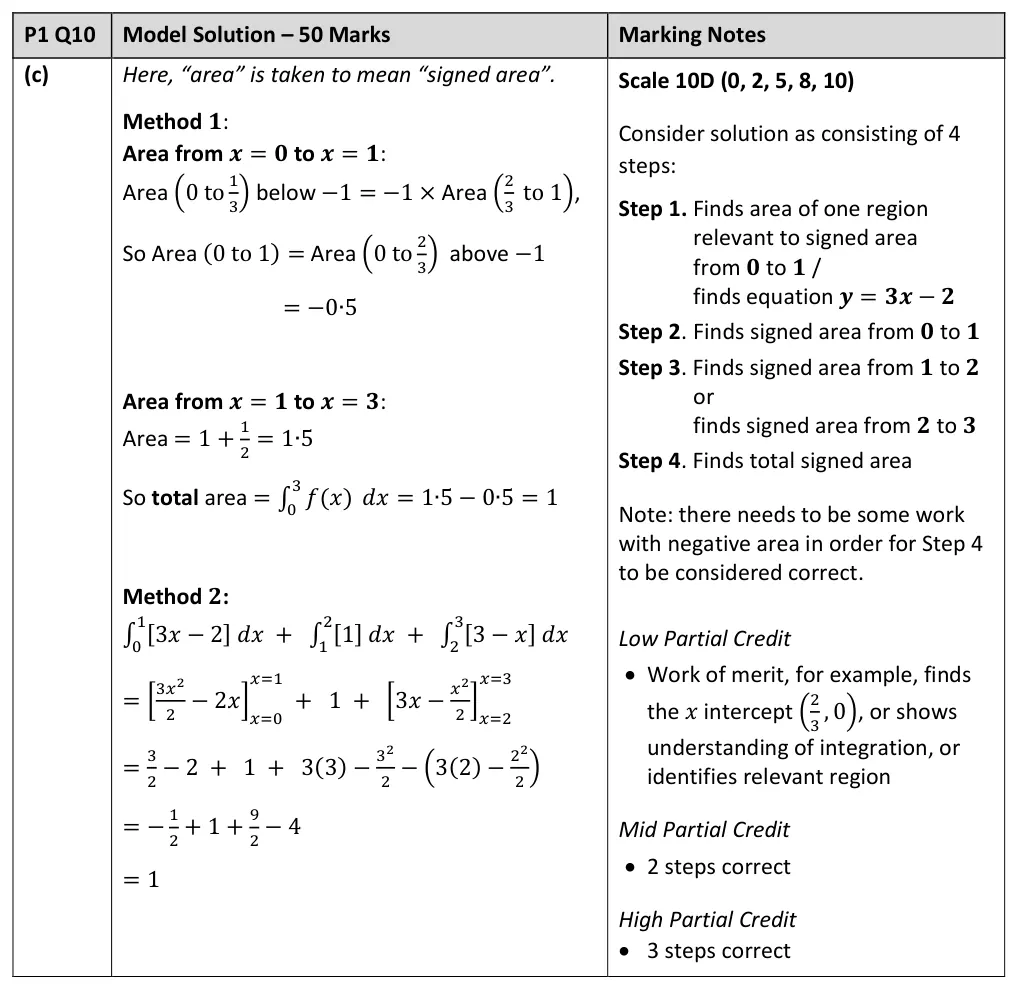 P1 Q10 Model Solution – 50 Marks Marking Notes
(c)
Here, “area” is taken to mean “signed area”.
Method 1:
Area from x = 0 to x = 1:
Area (0 to 1/3) below −1 = −1 × Area (2/3 to 1),
So Area (0 to 1) = Area (0 to 2/3) above −1
= −0·5
Area from x = 1 to x = 3:
Area = 1 + 1/2 = 1·5
So total area = ∫₀³ f(x) dx = 1·5 − 0·5 = 1
Method 2:
∫₀¹[3x − 2] dx + ∫₁²[1] dx + ∫₂³[3 − x] dx
= [3x²/2 − 2x]ₓ₌₀ˣ⁼¹ + 1 + [3x − x²/2]ₓ₌₂ˣ⁼³
= 3/2 − 2 + 1 + 3(3) − 3²/2 − (3(2) − 2²/2)
= −1/2 + 1 + 9/2 − 4
= 1
Scale 10D (0, 2, 5, 8, 10)
Consider solution as consisting of 4
steps:
Step 1. Finds area of one region
relevant to signed area
from 0 to 1 /
finds equation y = 3x − 2
Step 2. Finds signed area from 0 to 1
Step 3. Finds signed area from 1 to 2
or
finds signed area from 2 to 3
Step 4. Finds total signed area
Note: there needs to be some work
with negative area in order for Step 4
to be considered correct.
Low Partial Credit
• Work of merit, for example, finds
the x intercept (2/3, 0), or shows
understanding of integration, or
identifies relevant region
Mid Partial Credit
• 2 steps correct
High Partial Credit
• 3 steps correct